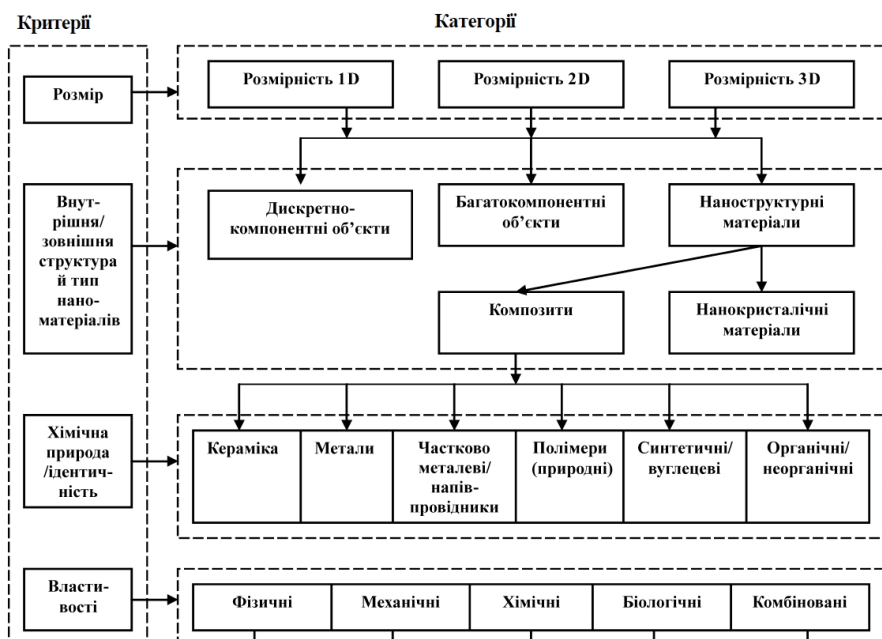 Критерії
Категорії
Розмір
Розмірність 1D
Розмірність 2D
Розмірність 3D
Внут-
рішня/
зовнішня
структура
й тип
нано-
матеріалів
Дискретно-
компонентні об’єкти
Багатокомпонентні
об’єкти
Наноструктурні
матеріали
Композити
Нанокристалічні
матеріали
Хімічна
природа
/ідентич-
ність
Кераміка
Метали
Частково
металеві/
напів-
провідники
Полімери
(природні)
Синтетичні/
вуглецеві
Органічні/
неорганічні
Власти-
вості
Фізичні
Механічні
Хімічні
Біологічні
Комбіновані